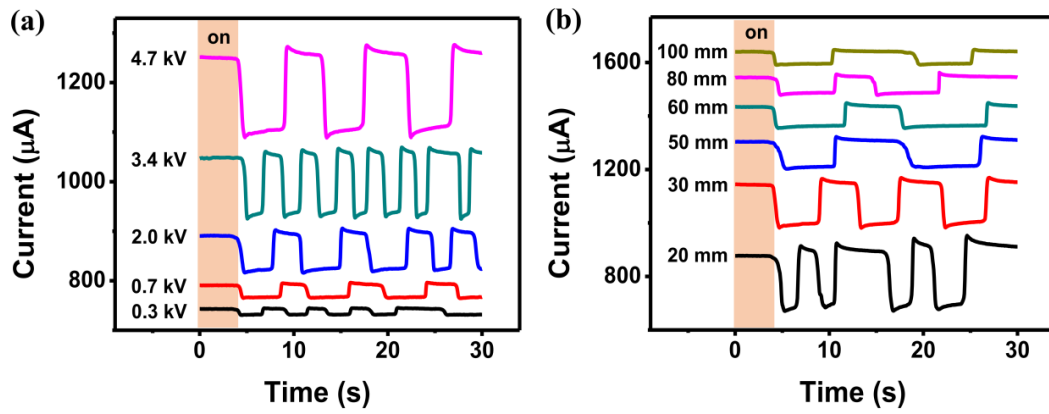 (a)
on
4.7 kV
3.4 kV
2.0 kV
0.7 kV
0.3 kV
1200
1000
800
Current (μA)
0 10 20 30
Time (s)
(b)
on
100 mm
80 mm
60 mm
50 mm
30 mm
20 mm
1600
1200
800
Current (μA)
0 10 20 30
Time (s)